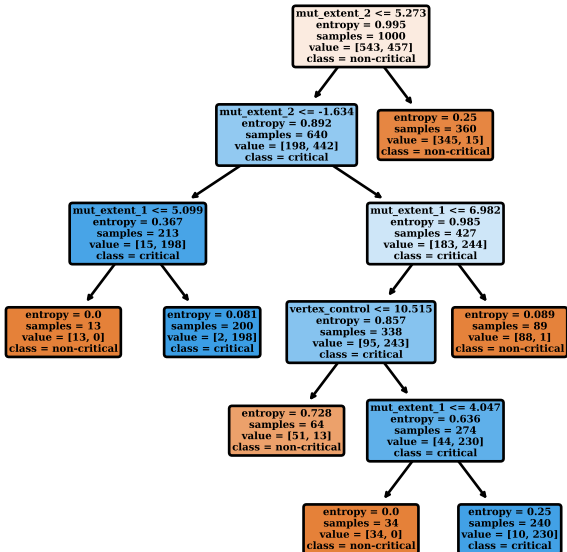 mut_extent_2 <= 5.273
entropy = 0.995
samples = 1000
value = [543, 457]
class = non-critical
mut_extent_2 <= -1.634
entropy = 0.892
samples = 640
value = [198, 442]
class = critical
entropy = 0.25
samples = 360
value = [345, 15]
class = non-critical
mut_extent_1 <= 5.099
entropy = 0.367
samples = 213
value = [15, 198]
class = critical
mut_extent_1 <= 6.982
entropy = 0.985
samples = 427
value = [183, 244]
class = critical
entropy = 0.0
samples = 13
value = [13, 0]
class = non-critical
entropy = 0.081
samples = 200
value = [2, 198]
class = critical
vertex_control <= 10.515
entropy = 0.857
samples = 338
value = [95, 243]
class = critical
entropy = 0.089
samples = 89
value = [88, 1]
class = non-critical
entropy = 0.728
samples = 64
value = [51, 13]
class = non-critical
mut_extent_1 <= 4.047
entropy = 0.636
samples = 274
value = [44, 230]
class = critical
entropy = 0.0
samples = 34
value = [34, 0]
class = non-critical
entropy = 0.25
samples = 240
value = [10, 230]
class = critical